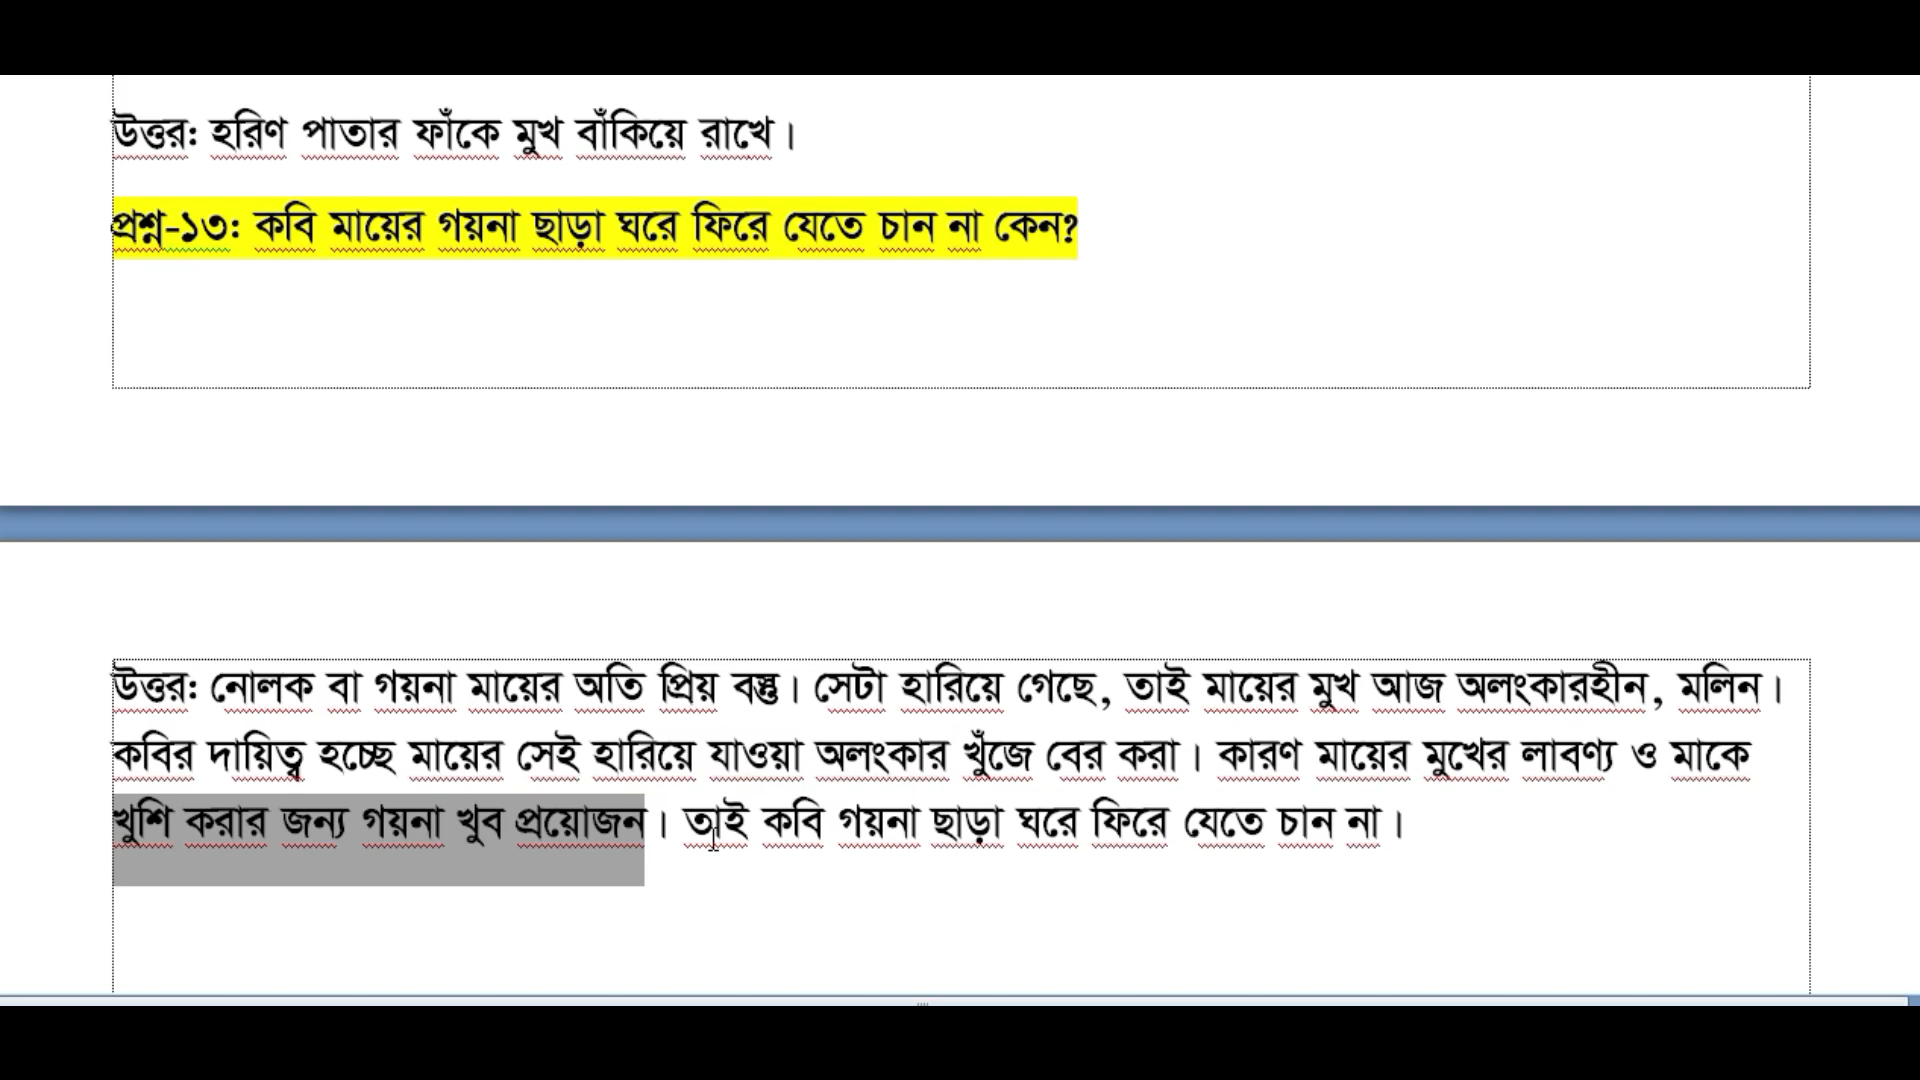 উত্তর: হরিণ পাতার ফাঁকে মুখ বাঁকিয়ে রাখে।
প্রশ্ন-১৩: কবি মায়ের গয়না ছাড়া ঘরে ফিরে যেতে চান না কেন?
উত্তর: নোলক বা গয়না মায়ের অতি প্রিয় বস্তু। সেটা হারিয়ে গেছে, তাই মায়ের মুখ আজ অলংকারহীন, মলিন।
কবির দায়িত্ব হচ্ছে মায়ের সেই হারিয়ে যাওয়া অলংকার খুঁজে বের করা। কারণ মায়ের মুখের লাবণ্য ও মাকে
খুশি করার জন্য গয়না খুব প্রয়োজন। তাই কবি গয়না ছাড়া ঘরে ফিরে যেতে চান না।